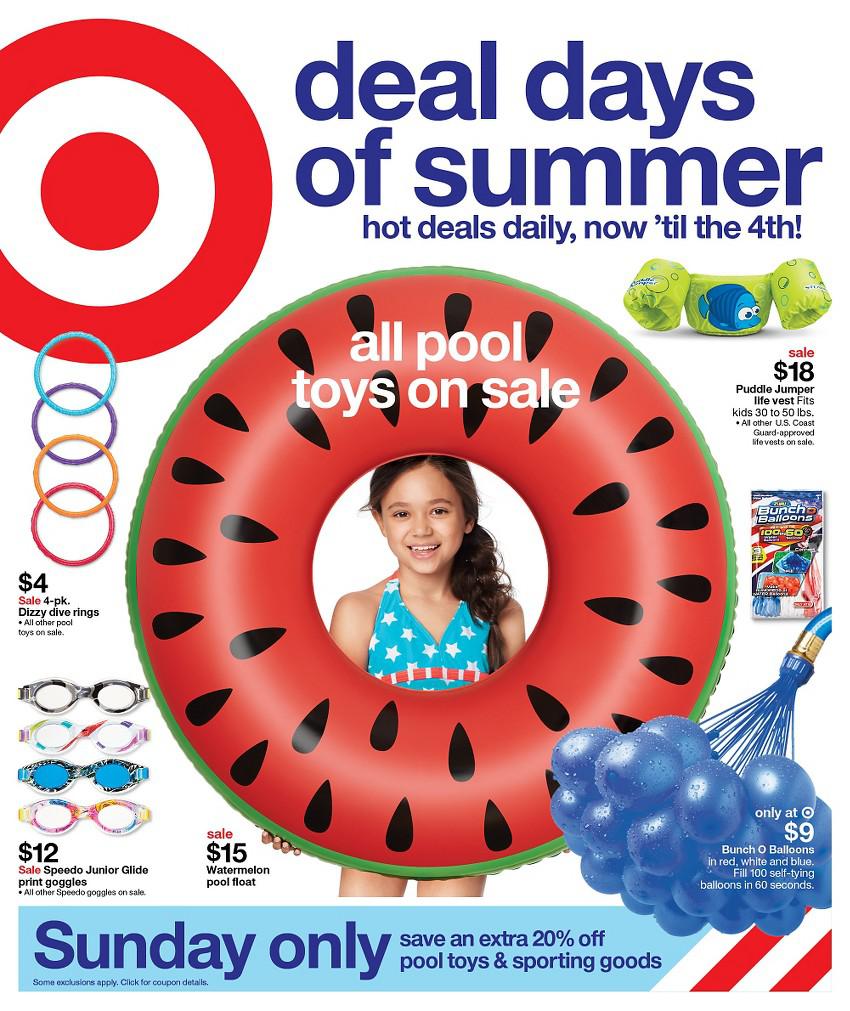 deal days
of summer
hot deals daily, now 'til the 4th!
all pool
toys on sale
sale
$18
Puddle Jumper
life vest Fits
kids 30 to 50 lbs.
• All other U.S. Coast
Guard-approved
life vests on sale.
Bunch O
Balloons
100
60
$4
Sale 4-pk.
Dizzy dive rings
• All other pool
toys on sale.
$12
Sale Speedo Junior Glide
print goggles
• All other Speedo goggles on sale.
sale
$15
Watermelon
pool float
only at
$9
Bunch O Balloons
in red, white and blue.
Fill 100 self-tying
balloons in 60 seconds.
Sunday only
save an extra 20% off
pool toys & sporting goods
Some exclusions apply. Click for coupon details.